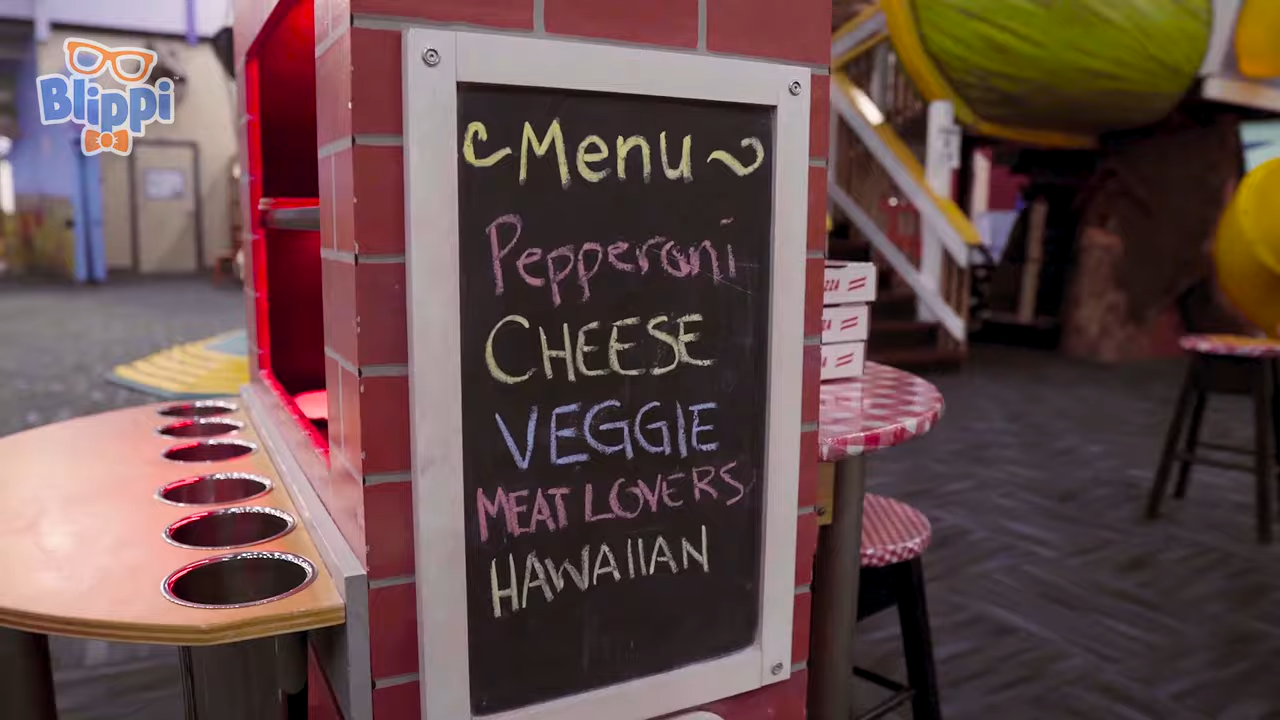 Blippi
Menu
Pepperoni
CHEESE
VEGGIE
MEAT LOVERS
HAWAIIAN